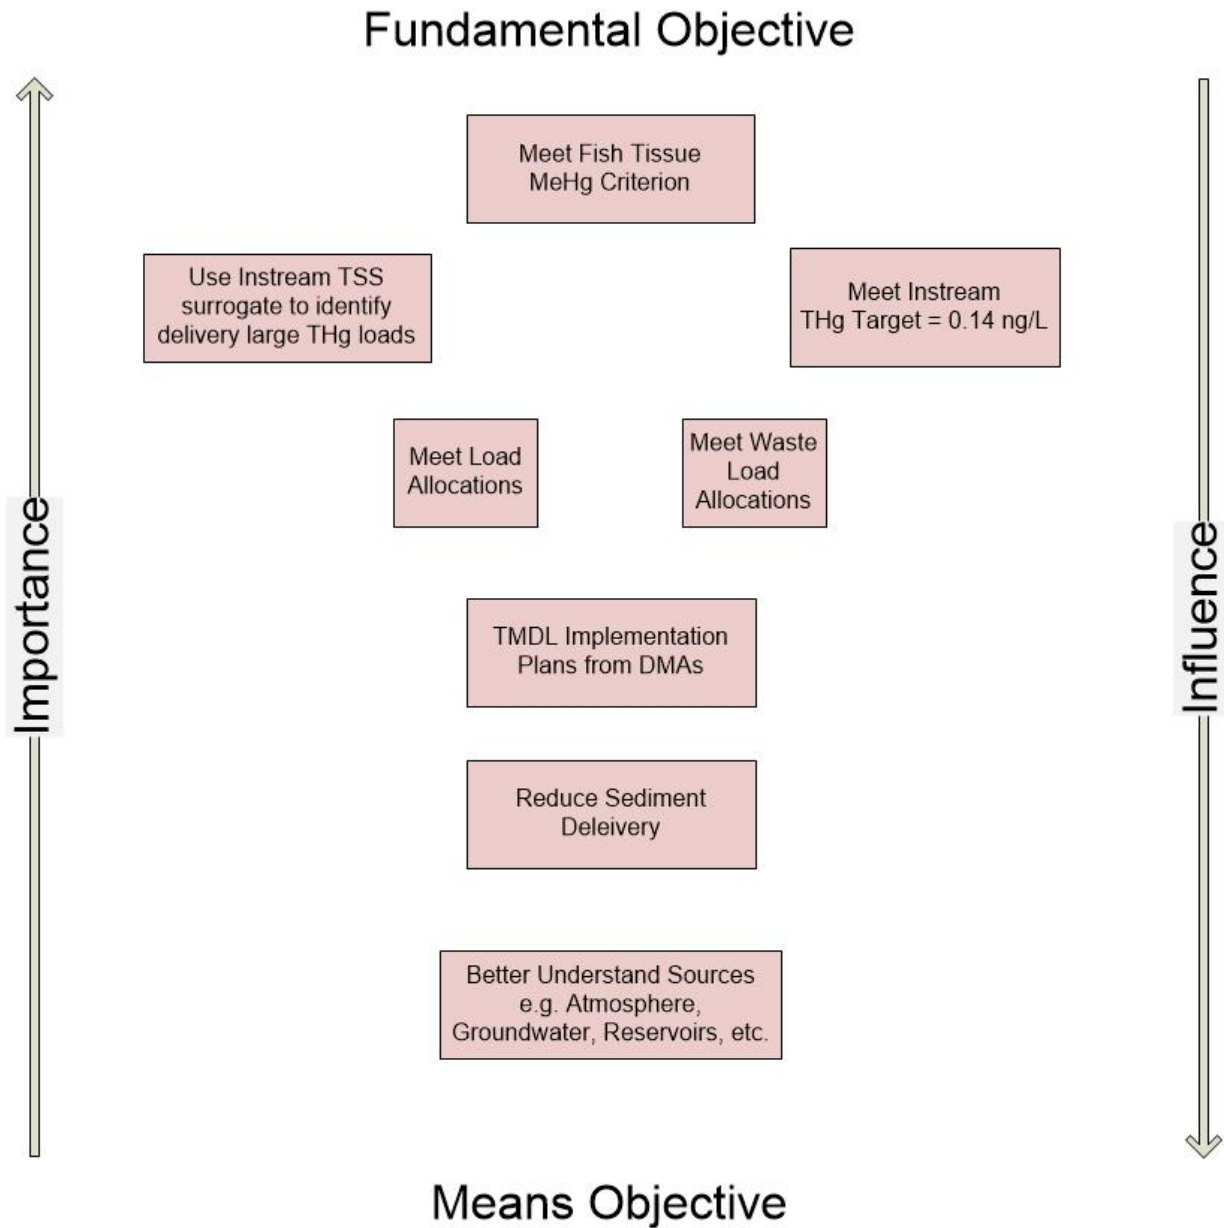 Fundamental Objective
Meet Fish Tissue
MeHg Criterion
Use Instream TSS
surrogate to identify
delivery large THg loads
Meet Instream
THg Target = 0.14 ng/L
Meet Load
Allocations
Meet Waste
Load
Allocations
Importance
Influence
TMDL Implementation
Plans from DMAs
Reduce Sediment
Deleivery
Better Understand Sources
e.g. Atmosphere,
Groundwater, Reservoirs, etc.
Means Objective